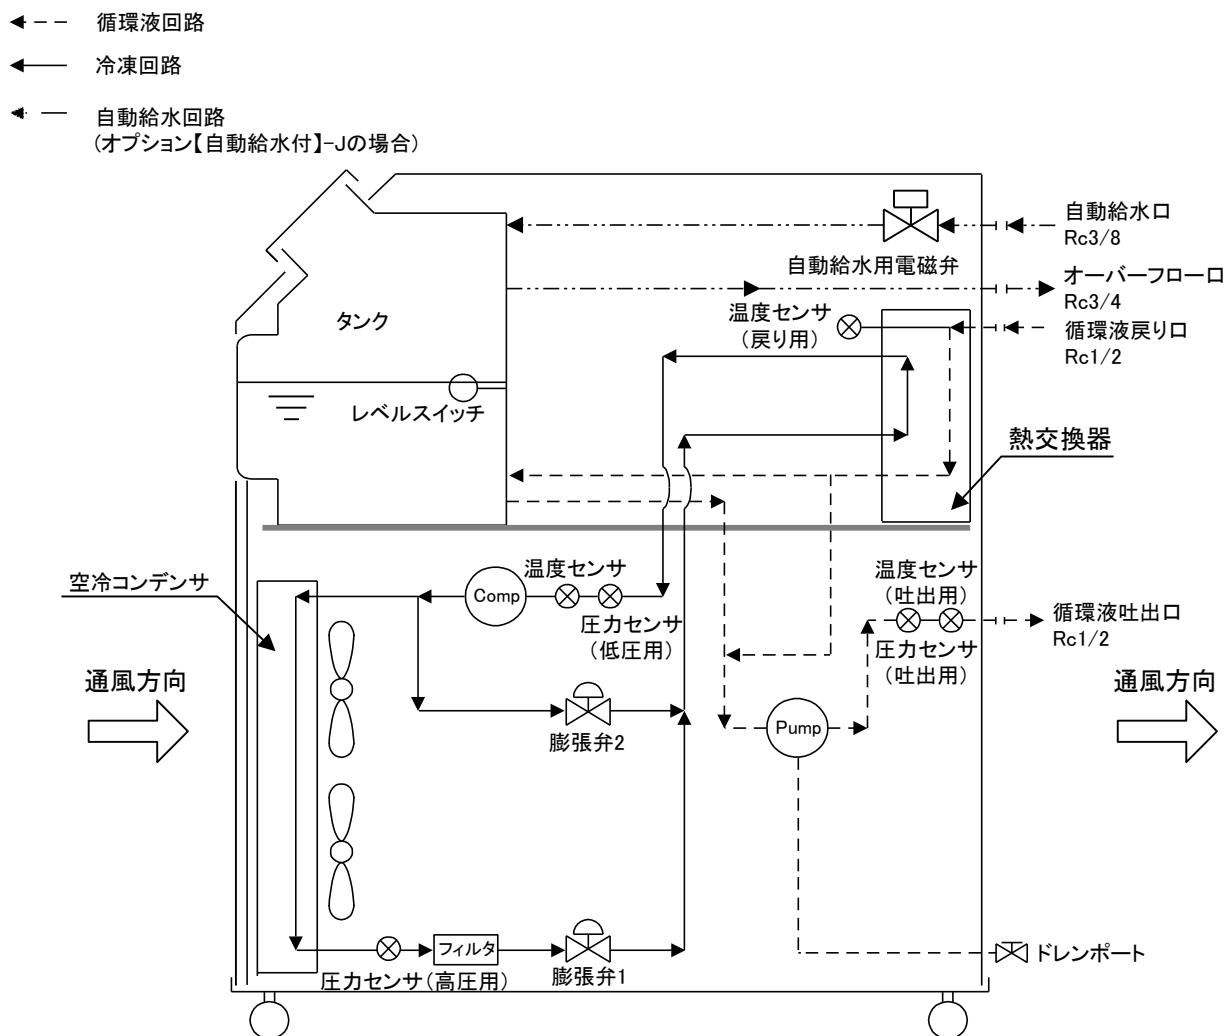 循環液回路
冷凍回路
自動給水回路
(オプション【自動給水付】-Jの場合)
自動給水口
Rc3/8
自動給水用電磁弁
オーバーフロー口
Rc3/4
温度センサ
(戻り用)
循環液戻り口
Rc1/2
タンク
レベルスイッチ
熱交換器
空冷コンデンサ
Comp
温度センサ
圧力センサ
(低圧用)
温度センサ
(吐出用)
圧力センサ
(吐出用)
循環液吐出口
Rc1/2
通風方向
通風方向
膨張弁2
Pump
フィルタ
圧力センサ(高圧用)
膨張弁1
ドレンポート